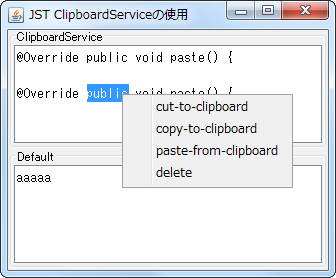 JST ClipboardServiceの使用
ClipboardService
@Override public void paste() {
@Override public void paste() {
cut-to-clipboard
copy-to-clipboard
paste-from-clipboard
delete
Default
aaaaa